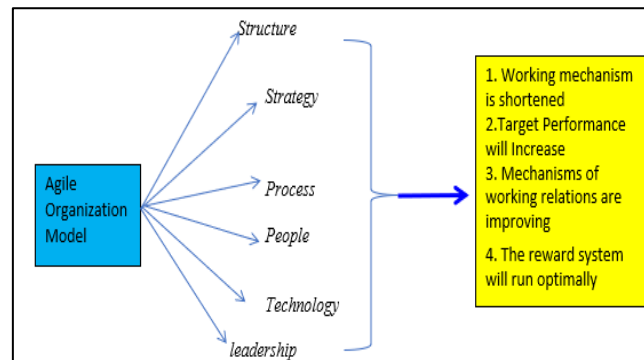 Agile
Organization
Model
Structure
Strategy
Process
People
Technology
leadership
1. Working mechanism
is shortened
2.Target Performance
will Increase
3. Mechanisms of
working relations are
improving
4. The reward system
will run optimally